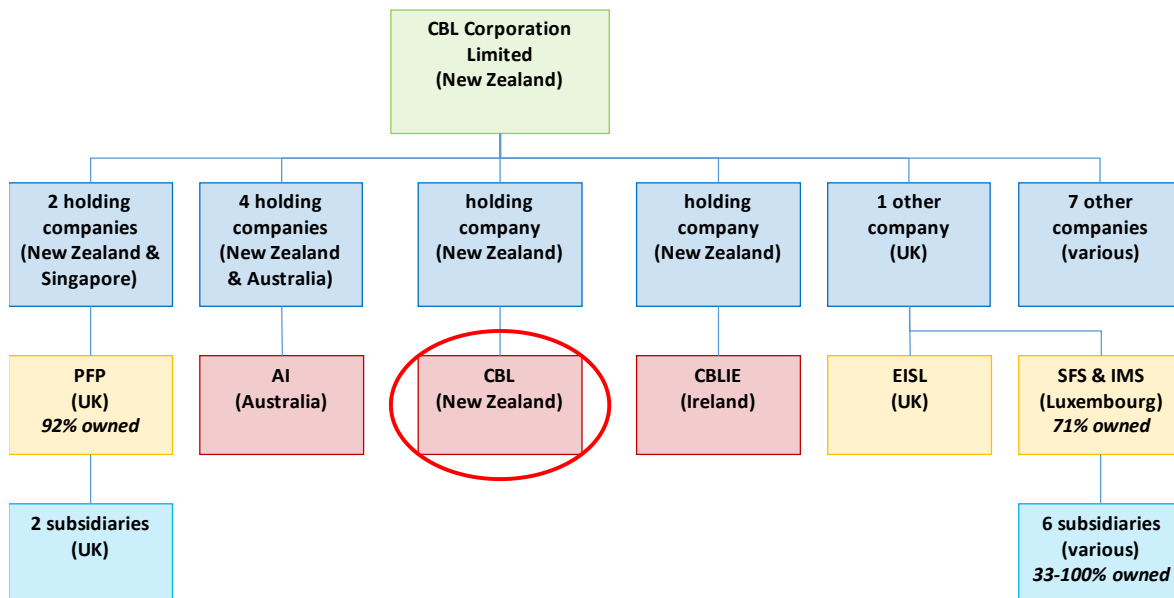 CBL Corporation
Limited
(New Zealand)
2 holding
companies
(New Zealand &
Singapore)
4 holding
companies
(New Zealand
& Australia)
holding
company
(New Zealand)
holding
company
(New Zealand)
1 other
company
(UK)
7 other
companies
(various)
PFP
(UK)
92% owned
AI
(Australia)
CBL
(New Zealand)
CBLIE
(Ireland)
EISL
(UK)
SFS & IMS
(Luxembourg)
71% owned
2 subsidiaries
(UK)
6 subsidiaries
(various)
33-100% owned